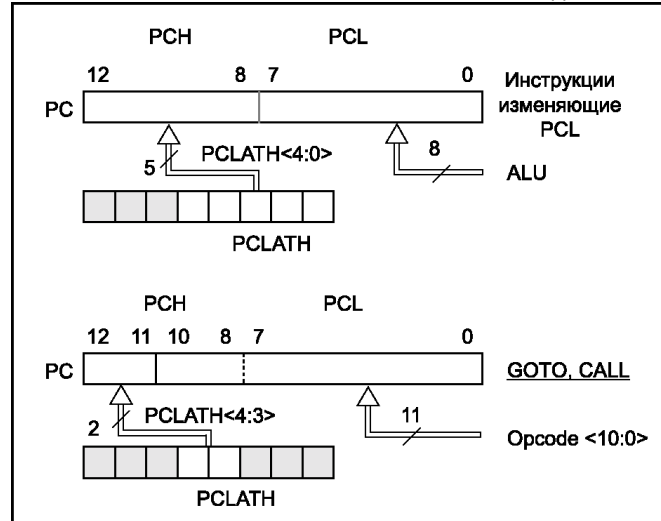 PCH PCL
12 8 7 0
PC
Инструкции
изменяющие
PCL
5 PCLATH<4:0>
8
ALU
PCLATH
PCH PCL
12 11 10 8 7 0
PC
GOTO, CALL
2 PCLATH<4:3>
11
Opcode <10:0>
PCLATH